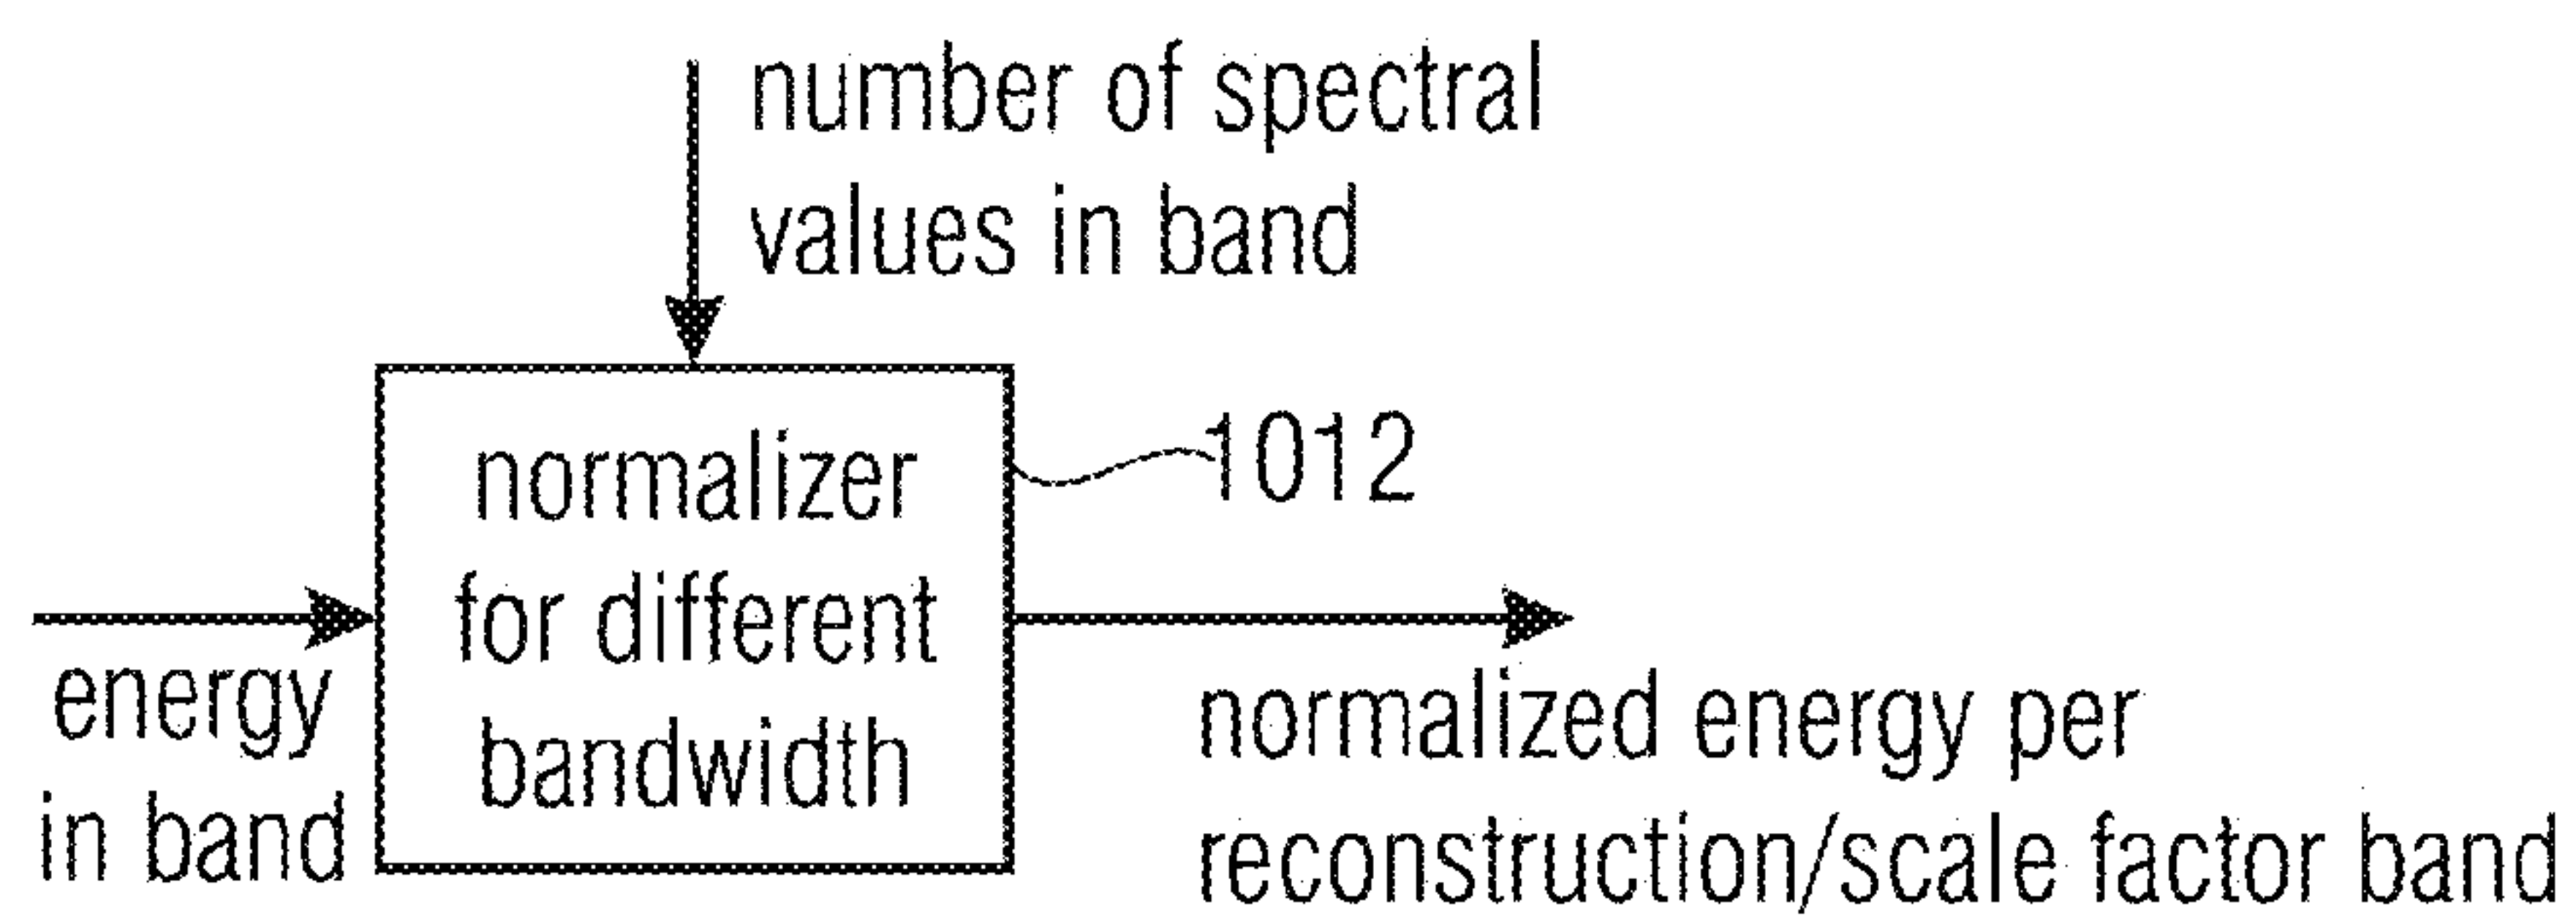 number of spectral
values in band
normalizer
for different
bandwidth
1012
energy
in band
normalized energy per
reconstruction/scale factor band